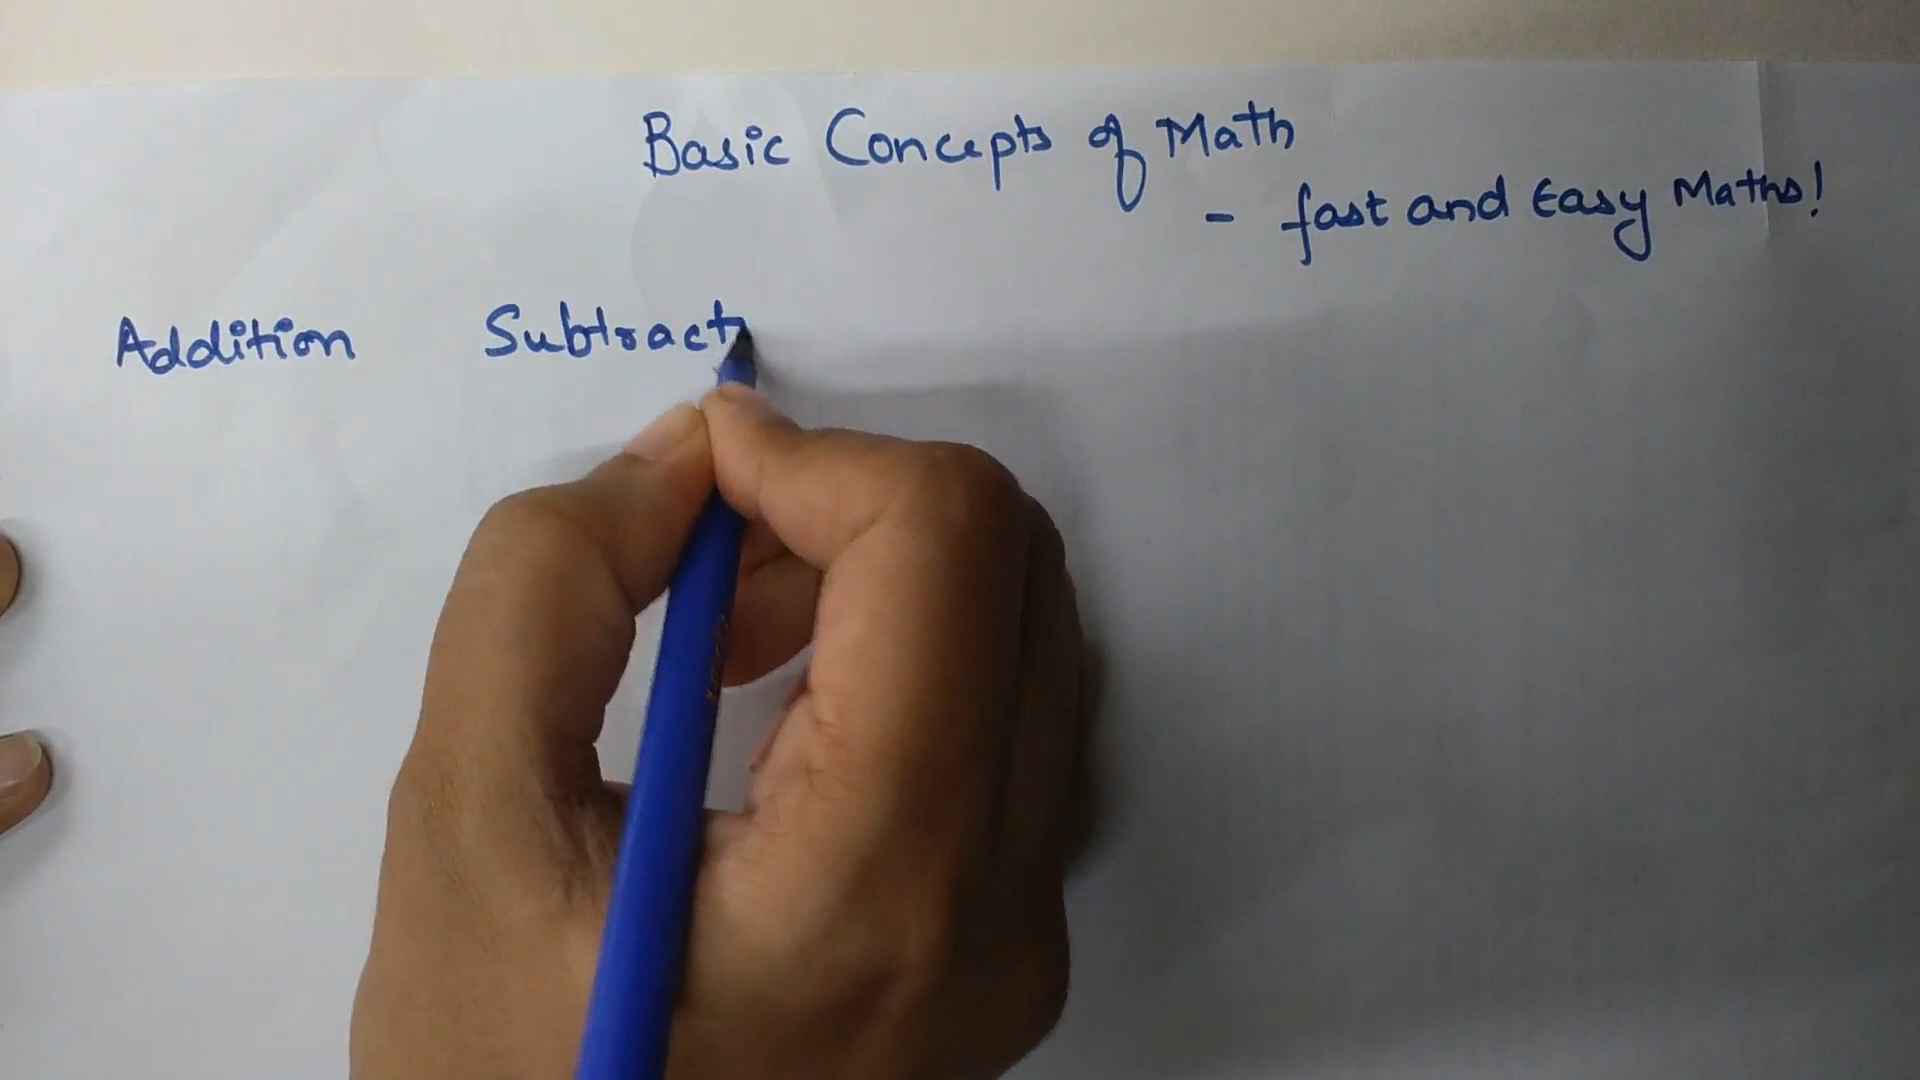 Basic Concepts of Math
- fast and Easy Maths!
Addition Subtract